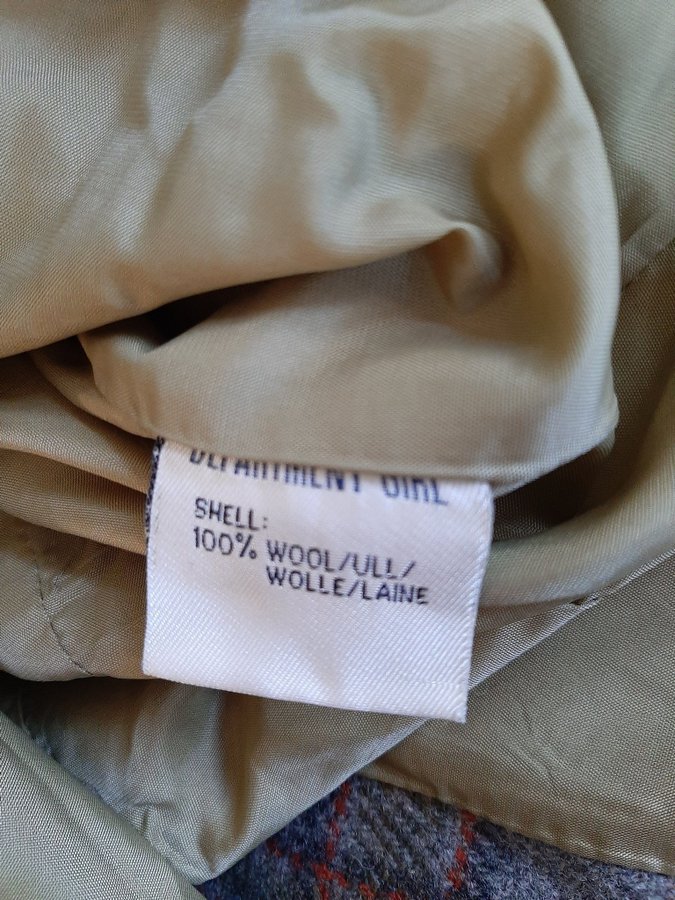 DEPARTMENT GIRL
SHELL:
100% WOOL/ULL/
WOLLE/LAINE